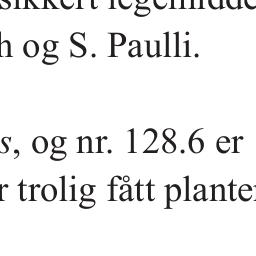 sikkert legemidde
h og S. Paulli.
s, og nr. 128.6 er
r trolig fått plante